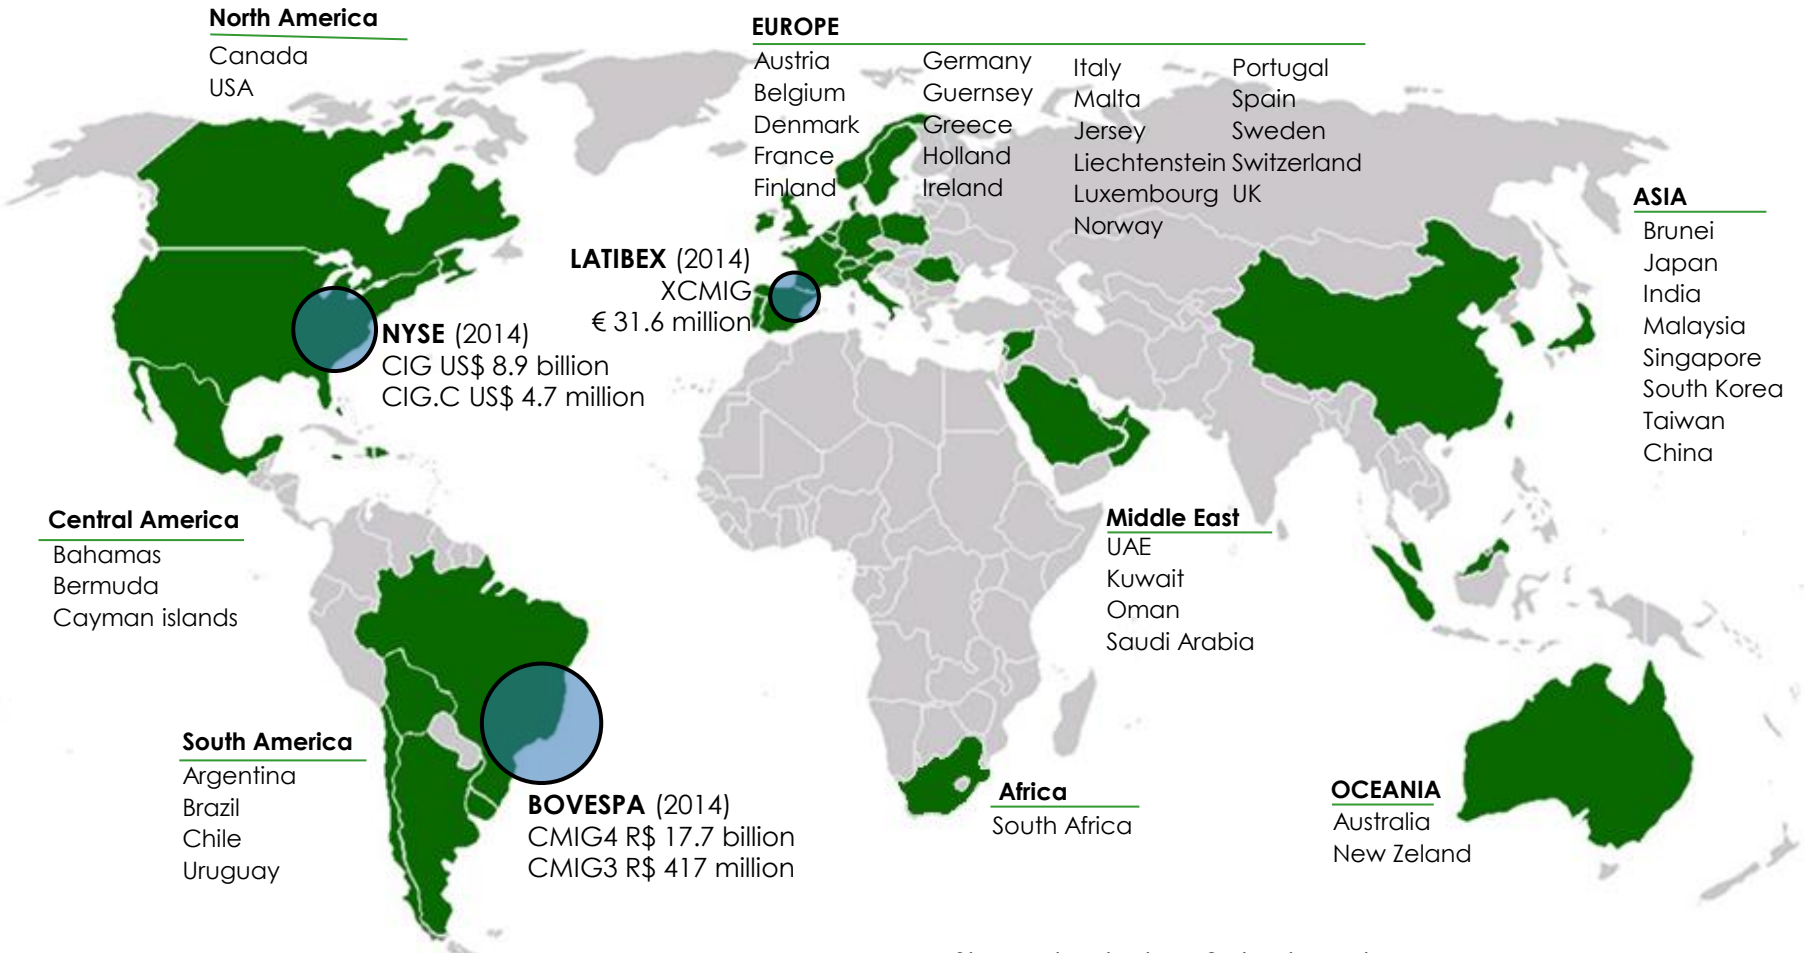 North America
Canada
USA
EUROPE
Austria
Belgium
Denmark
France
Finland
Germany
Guernsey
Greece
Holland
Ireland
Italy
Malta
Jersey
Liechtenstein
Luxembourg
Norway
Portugal
Spain
Sweden
Switzerland
UK
ASIA
Brunei
Japan
India
Malaysia
Singapore
South Korea
Taiwan
China
LATIBEX (2014)
XCMIG
€ 31.6 million
NYSE (2014)
CIG US$ 8.9 billion
CIG.C US$ 4.7 million
Central America
Bahamas
Bermuda
Cayman islands
Middle East
UAE
Kuwait
Oman
Saudi Arabia
South America
Argentina
Brazil
Chile
Uruguay
BOVESPA (2014)
CMIG4 R$ 17.7 billion
CMIG3 R$ 417 million
Africa
South Africa
OCEANIA
Australia
New Zeland